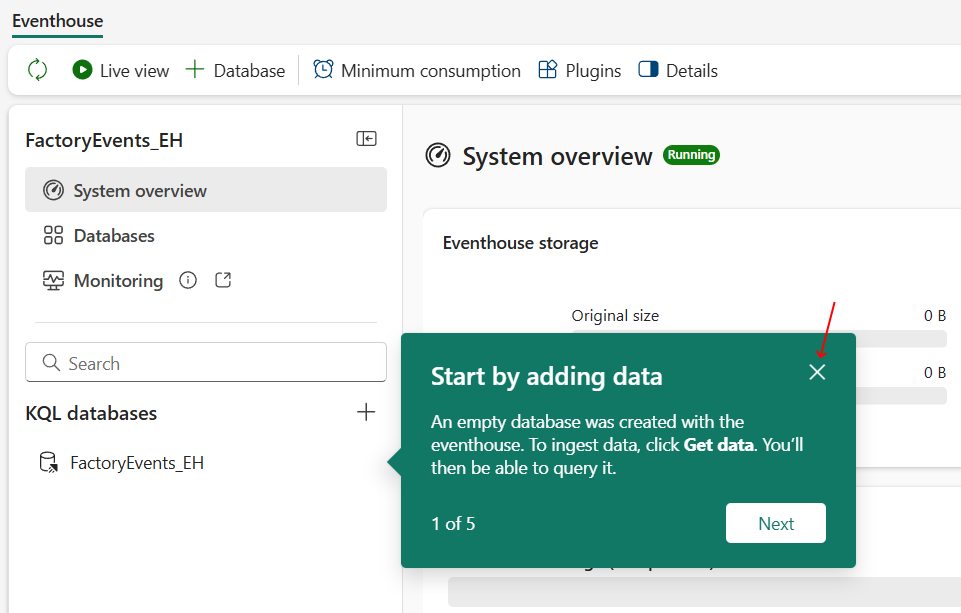 Eventhouse
Live view
Database
Minimum consumption
Plugins
Details
FactoryEvents_EH
System overview
Databases
Monitoring
Search
KQL databases
FactoryEvents_EH
System overview
Running
Eventhouse storage
Original size
0 B
0 B
Start by adding data
An empty database was created with the
eventhouse. To ingest data, click Get data. You’ll
then be able to query it.
1 of 5
Next